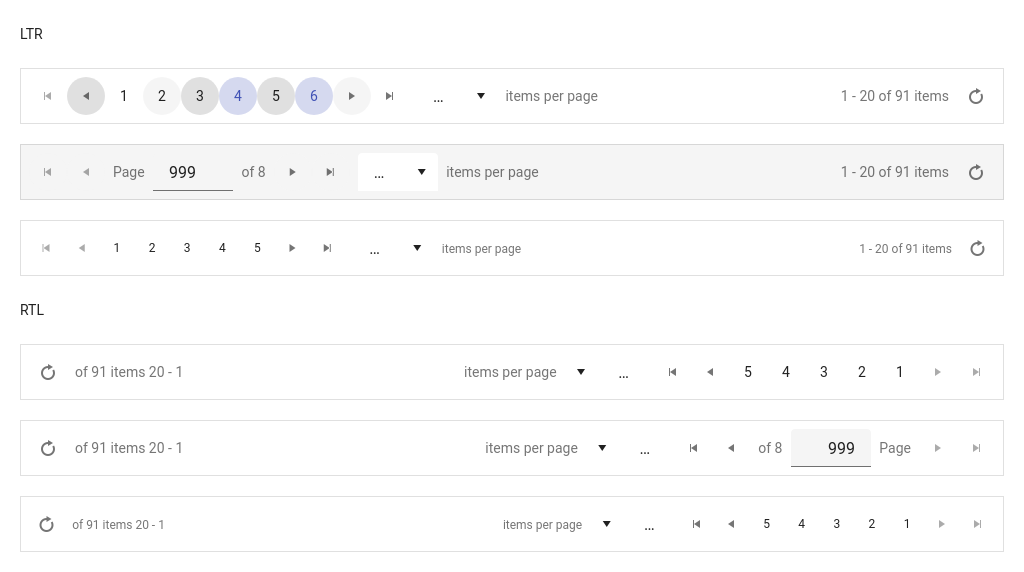 LTR
1 2 3 4 5 6 ... items per page 1 - 20 of 91 items
Page 999 of 8 ... items per page 1 - 20 of 91 items
1 2 3 4 5 ... items per page 1 - 20 of 91 items
RTL
of 91 items 20 - 1 items per page ... 5 4 3 2 1
of 91 items 20 - 1 items per page ... of 8 999 Page
of 91 items 20 - 1 items per page ... 5 4 3 2 1